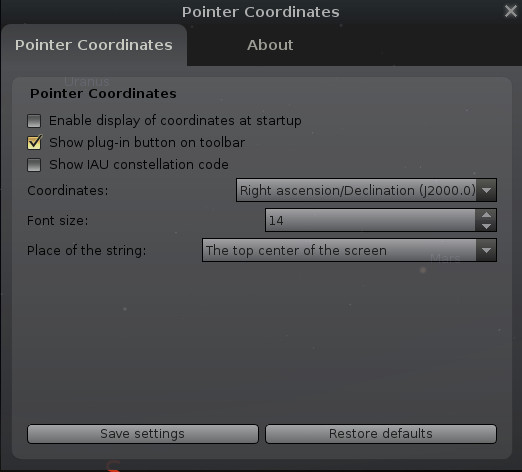 Pointer Coordinates
Pointer Coordinates About
Uranus
Pointer Coordinates
Enable display of coordinates at startup
Show plug-in button on toolbar
Show IAU constellation code
Coordinates: Right ascension/Declination (J2000.0)
Font size: 14
Place of the string: The top center of the screen
Mars
Save settings Restore defaults